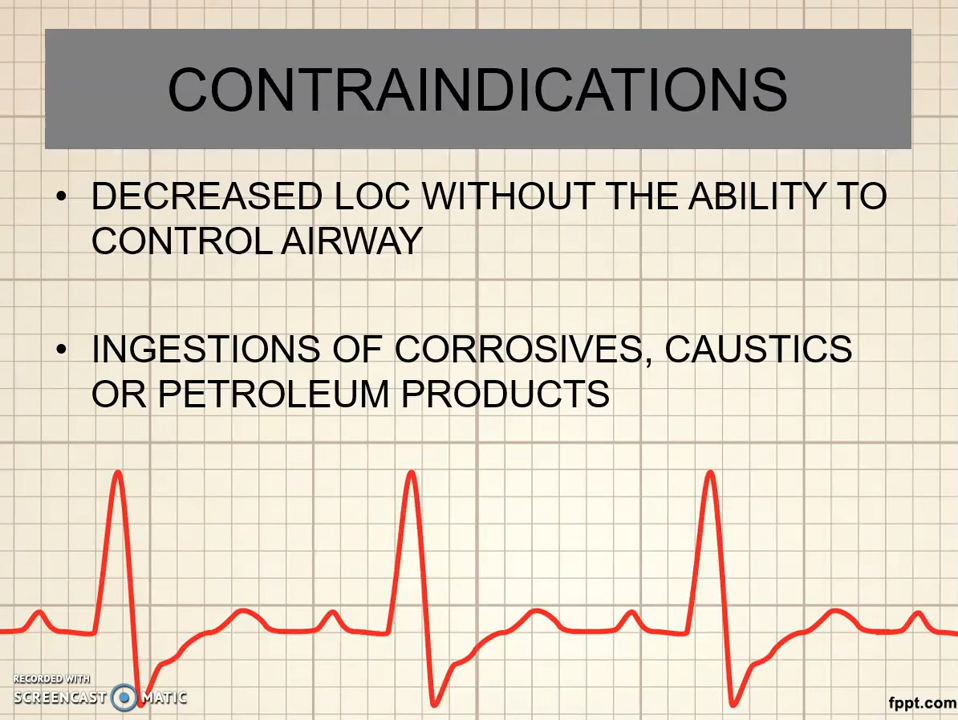 CONTRAINDICATIONS
• DECREASED LOC WITHOUT THE ABILITY TO
CONTROL AIRWAY
• INGESTIONS OF CORROSIVES, CAUSTICS
OR PETROLEUM PRODUCTS
RECORDED WITH
SCREENCAST MATIC
fppt.com